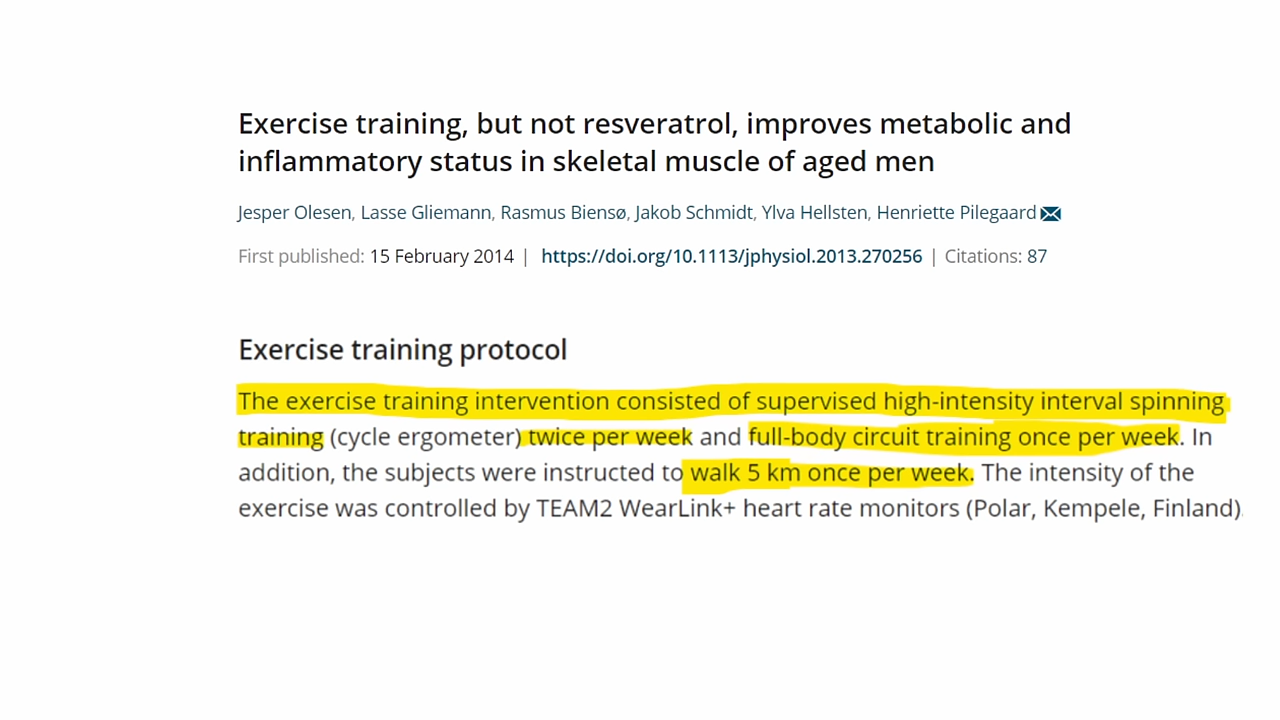 Exercise training, but not resveratrol, improves metabolic and
inflammatory status in skeletal muscle of aged men
Jesper Olesen, Lasse Gliemann, Rasmus Biensø, Jakob Schmidt, Ylva Hellsten, Henriette Pilegaard
First published: 15 February 2014 | https://doi.org/10.1113/jphysiol.2013.270256 | Citations: 87
Exercise training protocol
The exercise training intervention consisted of supervised high-intensity interval spinning
training (cycle ergometer) twice per week and full-body circuit training once per week. In
addition, the subjects were instructed to walk 5 km once per week. The intensity of the
exercise was controlled by TEAM2 WearLink+ heart rate monitors (Polar, Kempele, Finland)